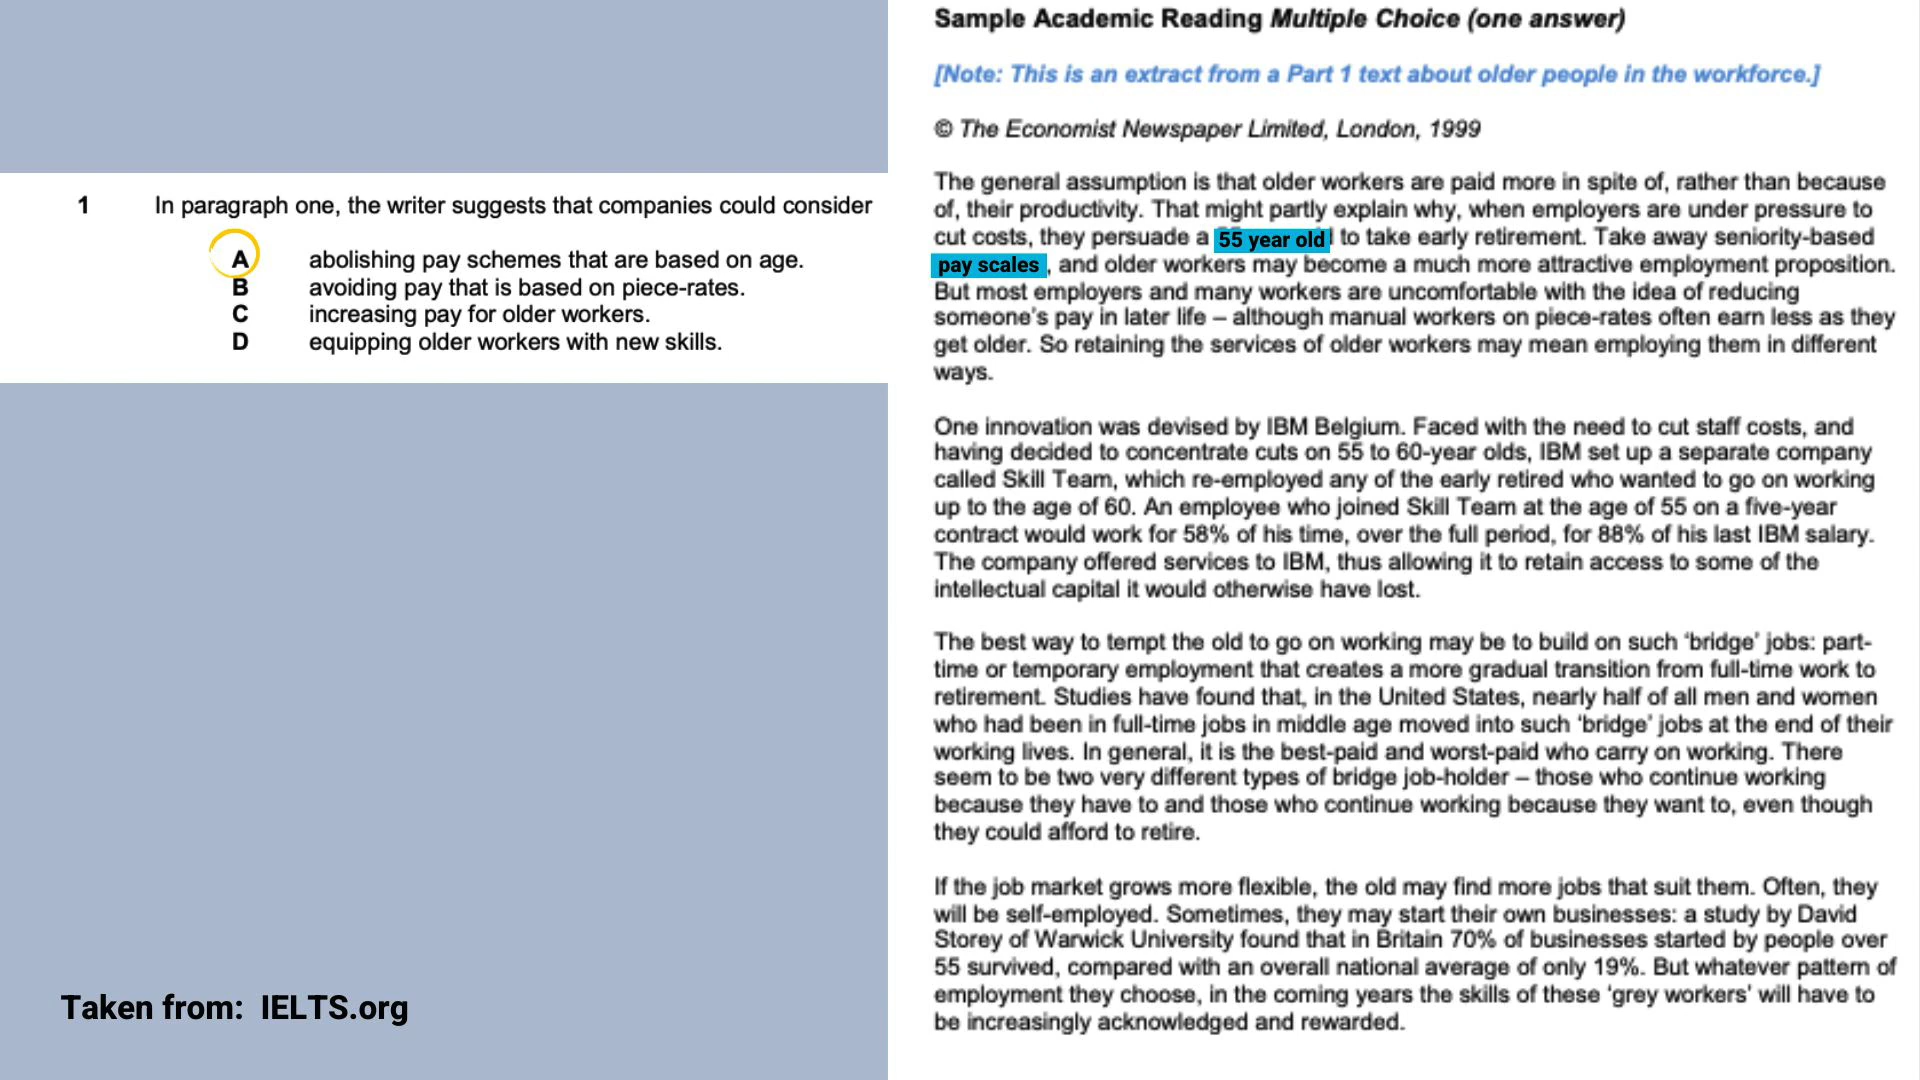 1 In paragraph one, the writer suggests that companies could consider
A abolishing pay schemes that are based on age.
B avoiding pay that is based on piece-rates.
C increasing pay for older workers.
D equipping older workers with new skills.
Taken from: IELTS.org
Sample Academic Reading Multiple Choice (one answer)
[Note: This is an extract from a Part 1 text about older people in the workforce.]
© The Economist Newspaper Limited, London, 1999
The general assumption is that older workers are paid more in spite of, rather than because
of, their productivity. That might partly explain why, when employers are under pressure to
cut costs, they persuade a 55 year old to take early retirement. Take away seniority-based
pay scales, and older workers may become a much more attractive employment proposition.
But most employers and many workers are uncomfortable with the idea of reducing
someone's pay in later life – although manual workers on piece-rates often earn less as they
get older. So retaining the services of older workers may mean employing them in different
ways.
One innovation was devised by IBM Belgium. Faced with the need to cut staff costs, and
having decided to concentrate cuts on 55 to 60-year olds, IBM set up a separate company
called Skill Team, which re-employed any of the early retired who wanted to go on working
up to the age of 60. An employee who joined Skill Team at the age of 55 on a five-year
contract would work for 58% of his time, over the full period, for 88% of his last IBM salary.
The company offered services to IBM, thus allowing it to retain access to some of the
intellectual capital it would otherwise have lost.
The best way to tempt the old to go on working may be to build on such 'bridge' jobs: part-
time or temporary employment that creates a more gradual transition from full-time work to
retirement. Studies have found that, in the United States, nearly half of all men and women
who had been in full-time jobs in middle age moved into such 'bridge' jobs at the end of their
working lives. In general, it is the best-paid and worst-paid who carry on working. There
seem to be two very different types of bridge job-holder – those who continue working
because they have to and those who continue working because they want to, even though
they could afford to retire.
If the job market grows more flexible, the old may find more jobs that suit them. Often, they
will be self-employed. Sometimes, they may start their own businesses: a study by David
Storey of Warwick University found that in Britain 70% of businesses started by people over
55 survived, compared with an overall national average of only 19%. But whatever pattern of
employment they choose, in the coming years the skills of these 'grey workers' will have to
be increasingly acknowledged and rewarded.